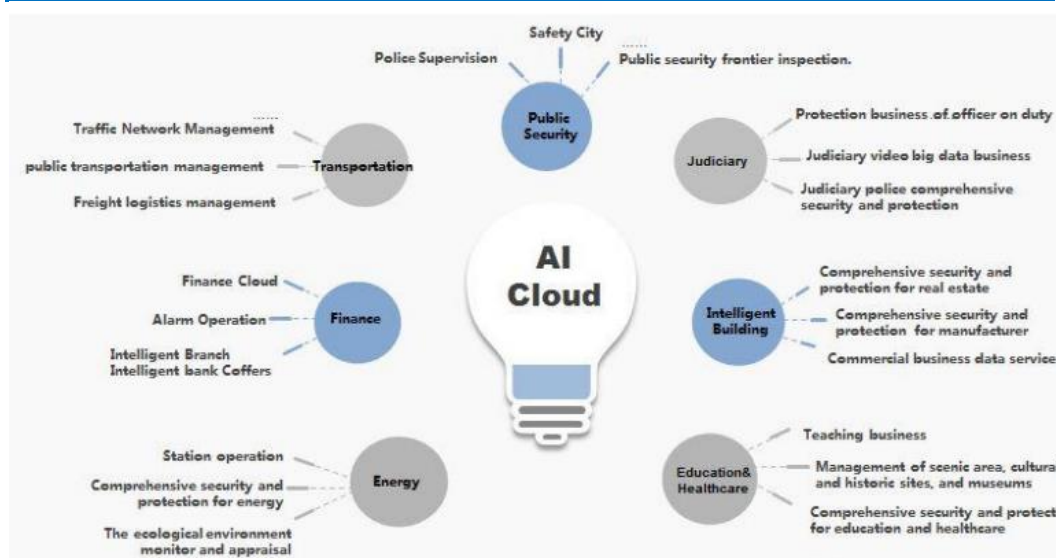 Safety City
Police Supervision
......
Public security frontier inspection.
Public
Security
......
Traffic Network Management
public transportation management
Freight logistics management
Transportation
Protection business of officer on duty
Judiciary video big data business
Judiciary police comprehensive
security and protection
Judiciary
AI
Cloud
Finance Cloud
Alarm Operation
Intelligent Branch
Intelligent bank Coffers
Finance
Comprehensive security and
protection for real estate
Comprehensive security and
protection for manufacturer
Commercial business data service
Intelligent
Building
Station operation
Comprehensive security and
protection for energy
The ecological environment
monitor and appraisal
Energy
Teaching business
Management of scenic area, cultura
and historic sites, and museums
Comprehensive security and protect
for education and healthcare
Education&
Healthcare